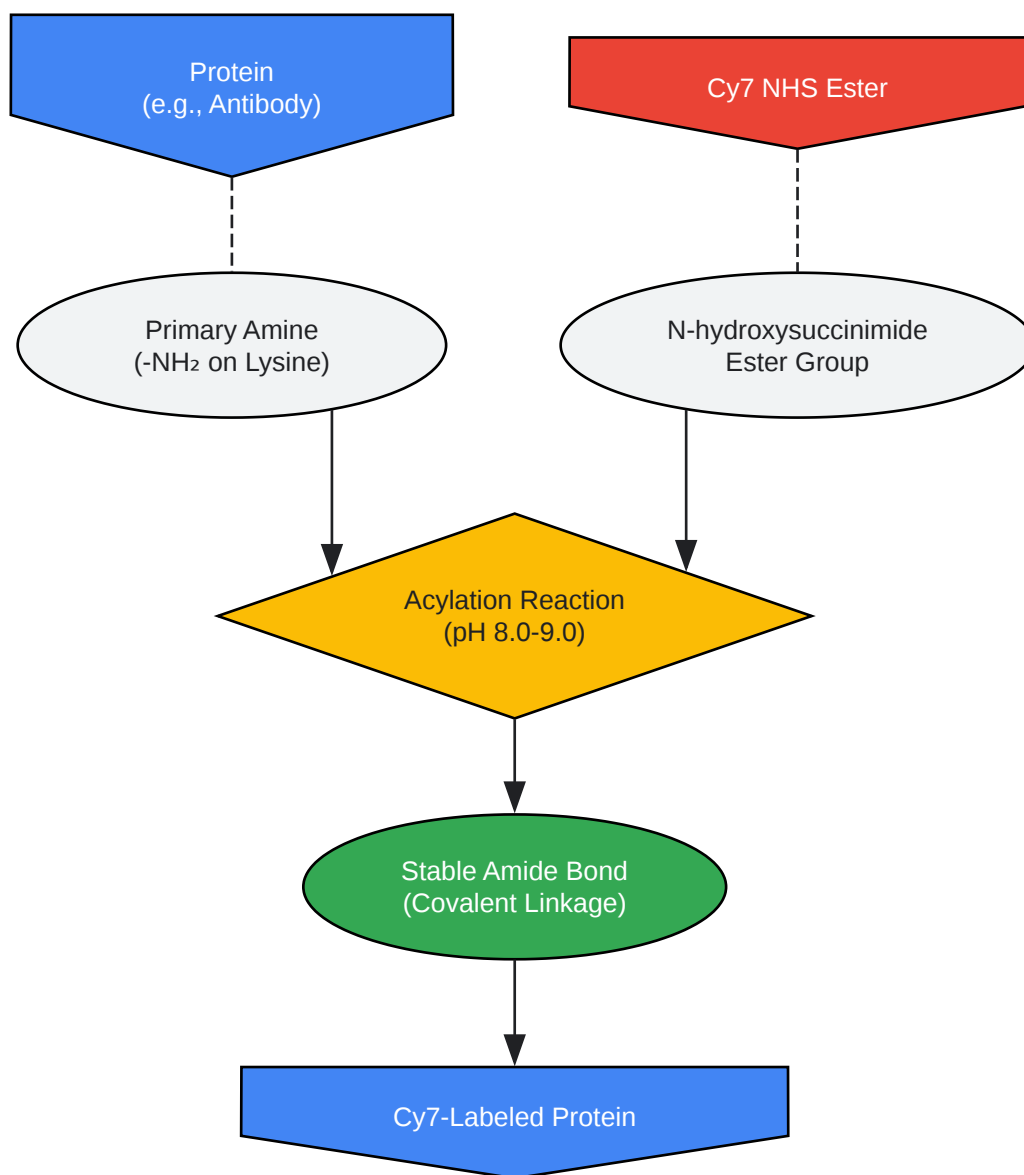 Protein
(e.g., Antibody)
Cy7 NHS Ester
Primary Amine
(-NH₂ on Lysine)
N-hydroxysuccinimide
Ester Group
Acylation Reaction
(pH 8.0-9.0)
Stable Amide Bond
(Covalent Linkage)
Cy7-Labeled Protein